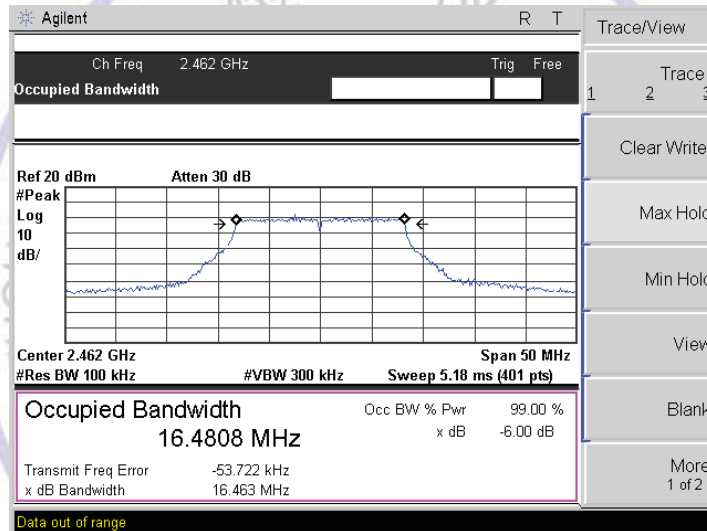 Agilent R T
Trace/View
Ch Freq 2.462 GHz Trig Free
Occupied Bandwidth
Trace
1 2 3
Clear Write
Max Hold
Min Hold
View
Blank
More
1 of 2
Ref 20 dBm Atten 30 dB
#Peak
Log
10
dB/
Center 2.462 GHz Span 50 MHz
#Res BW 100 kHz #VBW 300 kHz Sweep 5.18 ms (401 pts)
Occupied Bandwidth Occ BW % Pwr 99.00 %
16.4808 MHz x dB -6.00 dB
Transmit Freq Error -53.722 kHz
x dB Bandwidth 16.463 MHz
Data out of range